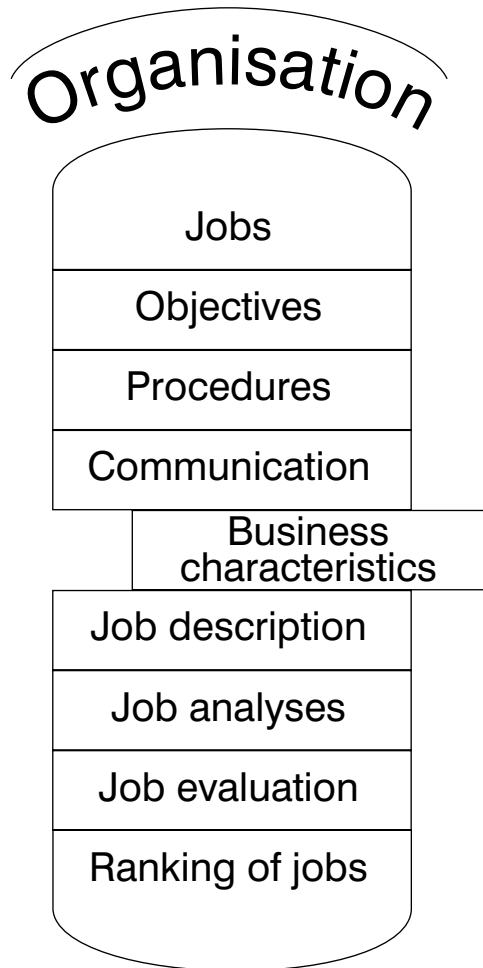 Organisation
Jobs
Objectives
Procedures
Communication
Business
characteristics
Job description
Job analyses
Job evaluation
Ranking of jobs